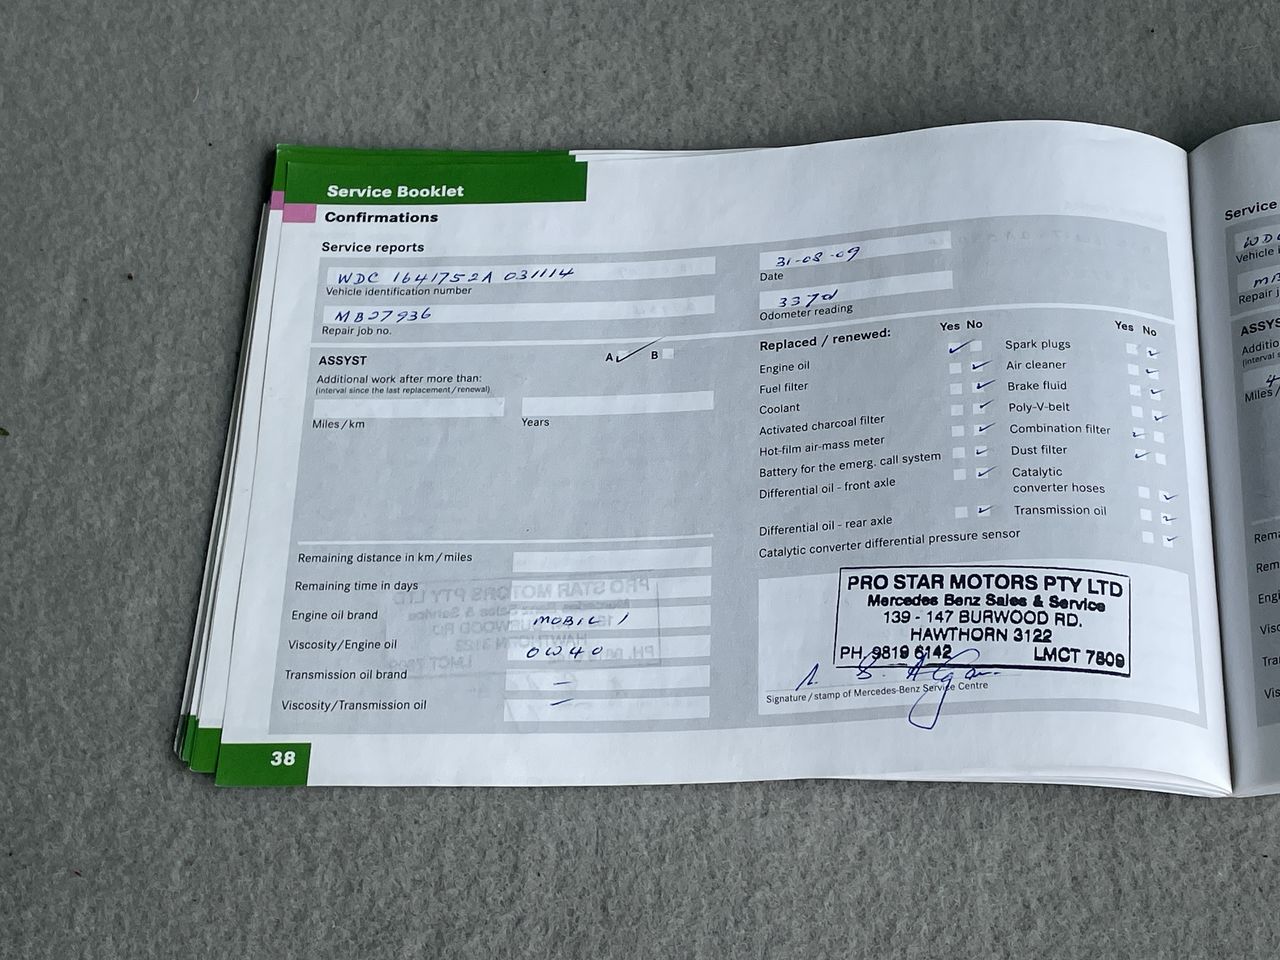 Service Booklet
Confirmations
Service reports
WDC 1641752A 031114
Vehicle identification number
MB27936
Repair job no.
31-08-09
Date
Odometer reading
ASSYST
A B
Additional work after more than:
(interval since the last replacement/renewal)
Miles/km
Years
Remaining distance in km/miles
Remaining time in days
Engine oil brand
MOBIL 1
Viscosity/Engine oil
0W40
Transmission oil brand
—
Viscosity/Transmission oil
—
Replaced / renewed:
Yes No
Engine oil
Fuel filter
Coolant
Activated charcoal filter
Hot-film air-mass meter
Battery for the emerg. call system
Differential oil - front axle
Differential oil - rear axle
Catalytic converter differential pressure sensor
Yes No
Spark plugs
Air cleaner
Brake fluid
Poly-V-belt
Combination filter
Dust filter
Catalytic
converter hoses
Transmission oil
PRO STAR MOTORS PTY LTD
Mercedes Benz Sales & Service
139 - 147 BURWOOD RD.
HAWTHORN 3122
PH. 9819 6142 LMCT 7809
Signature/stamp of Mercedes-Benz Service Centre
38
Service
Repair j
Miles/